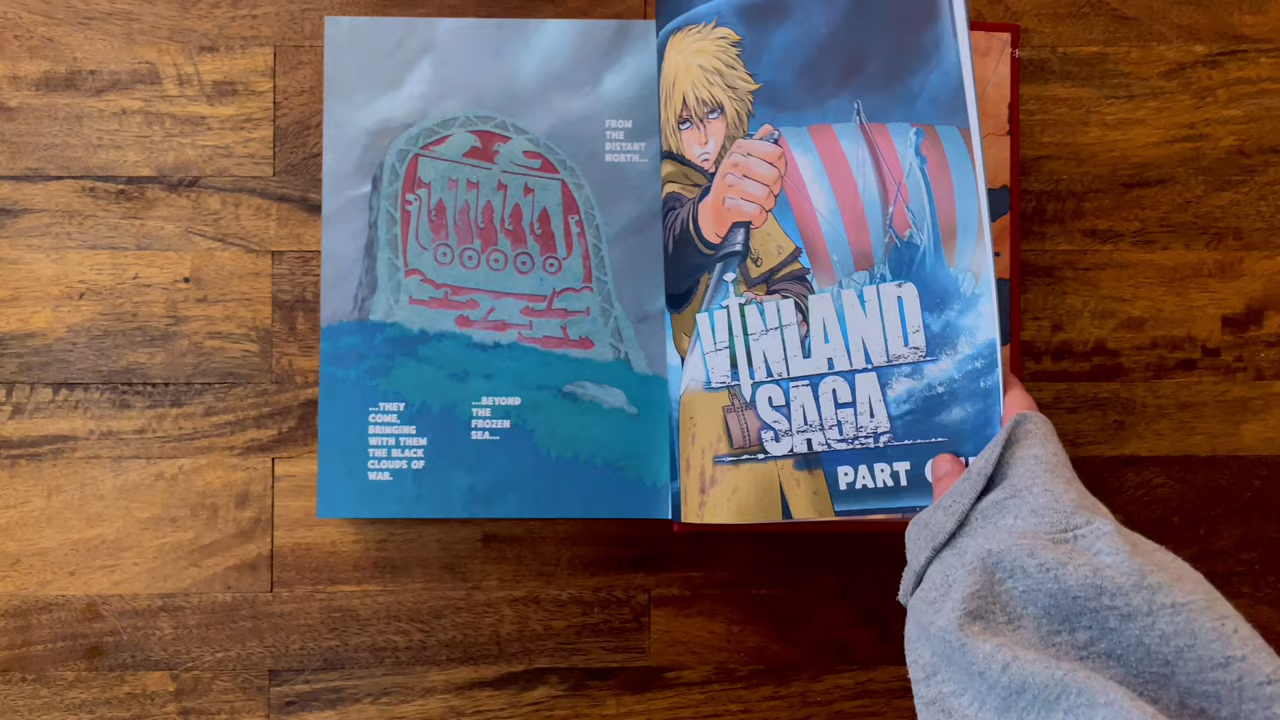 FROM
THE
DISTANT
NORTH...
...BEYOND
THE
FROZEN
SEA...
...THEY
COME,
BRINGING
WITH THEM
THE BLACK
CLOUDS OF
WAR.
VINLAND
SAGA
PART